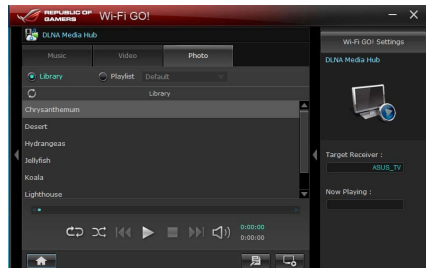 REPUBLIC OF
GAMERS
Wi-Fi GO!
DLNA Media Hub
Music
Video
Photo
Library
Playlist
Default
Library
Chrysanthemum
Desert
Hydrangeas
Jellyfish
Koala
Lighthouse
0:00:00
0:00:00
Wi-Fi GO! Settings
DLNA Media Hub
Target Receiver :
ASUS_TV
Now Playing :